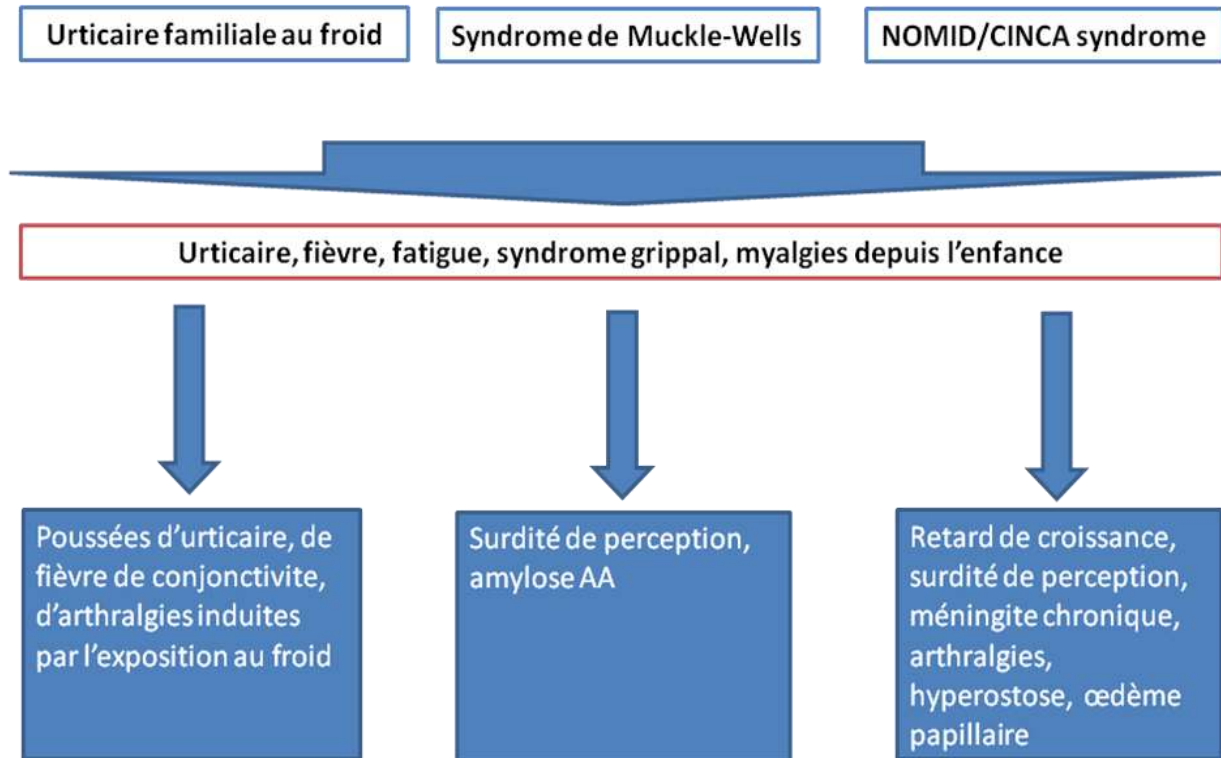 Urticaire familiale au froid
Syndrome de Muckle-Wells
NOMID/CINCA syndrome
Urticaire, fièvre, fatigue, syndrome grippal, myalgies depuis l'enfance
Poussées d'urticaire, de
fièvre de conjonctivite,
d'arthralgies induites
par l'exposition au froid
Surdité de perception,
amylose AA
Retard de croissance,
surdité de perception,
méningite chronique,
arthralgies,
hyperostose, œdème
papillaire